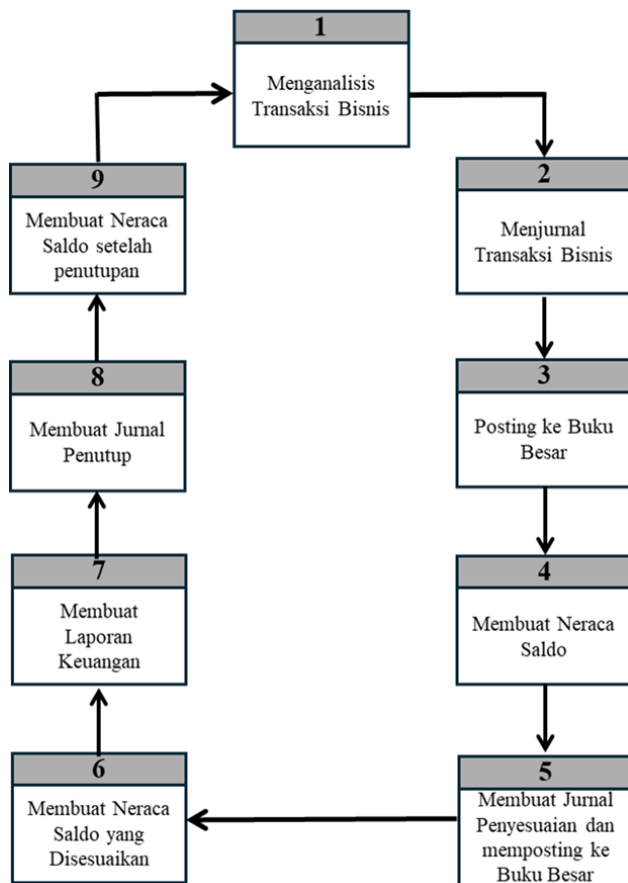 1
Menganalisis
Transaksi Bisnis
2
Menjurnal
Transaksi Bisnis
3
Posting ke Buku
Besar
4
Membuat Neraca
Saldo
5
Membuat Jurnal
Penyesuaian dan
memposting ke
Buku Besar
6
Membuat Neraca
Saldo yang
Disesuaikan
7
Membuat
Laporan
Keuangan
8
Membuat Jurnal
Penutup
9
Membuat Neraca
Saldo setelah
penutupan